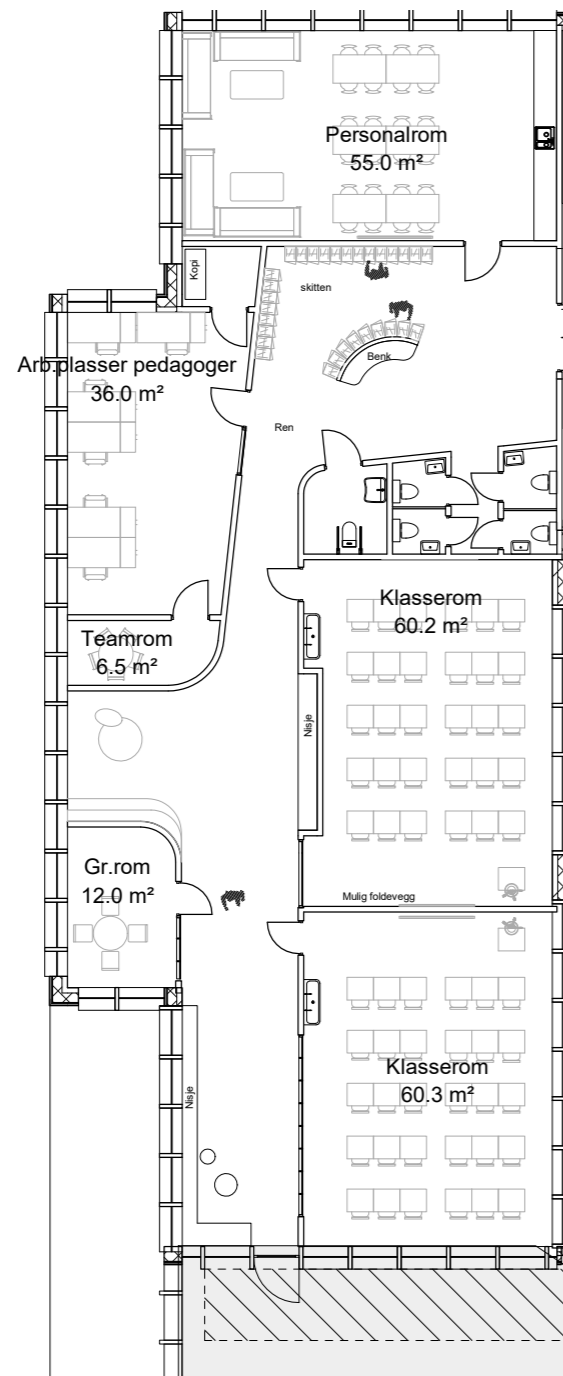 Personalrom
55.0 m²
Kopi
skitten
Benk
Arb.plasser pedagoger
36.0 m²
Ren
Klasserom
60.2 m²
Teamrom
6.5 m²
Nisje
Gr.rom
12.0 m²
Mulig foldevegg
Klasserom
60.3 m²
Nisje